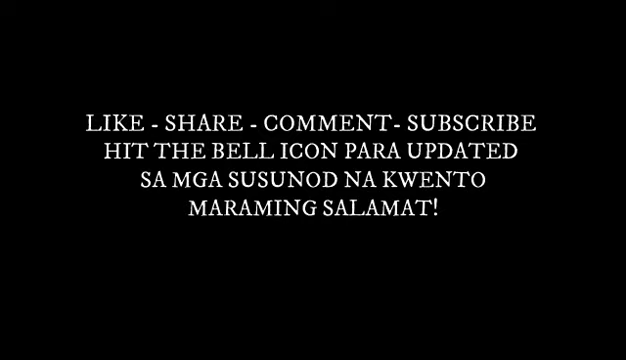 LIKE - SHARE - COMMENT- SUBSCRIBE
HIT THE BELL ICON PARA UPDATED
SA MGA SUSUNOD NA KWENTO
MARAMING SALAMAT!